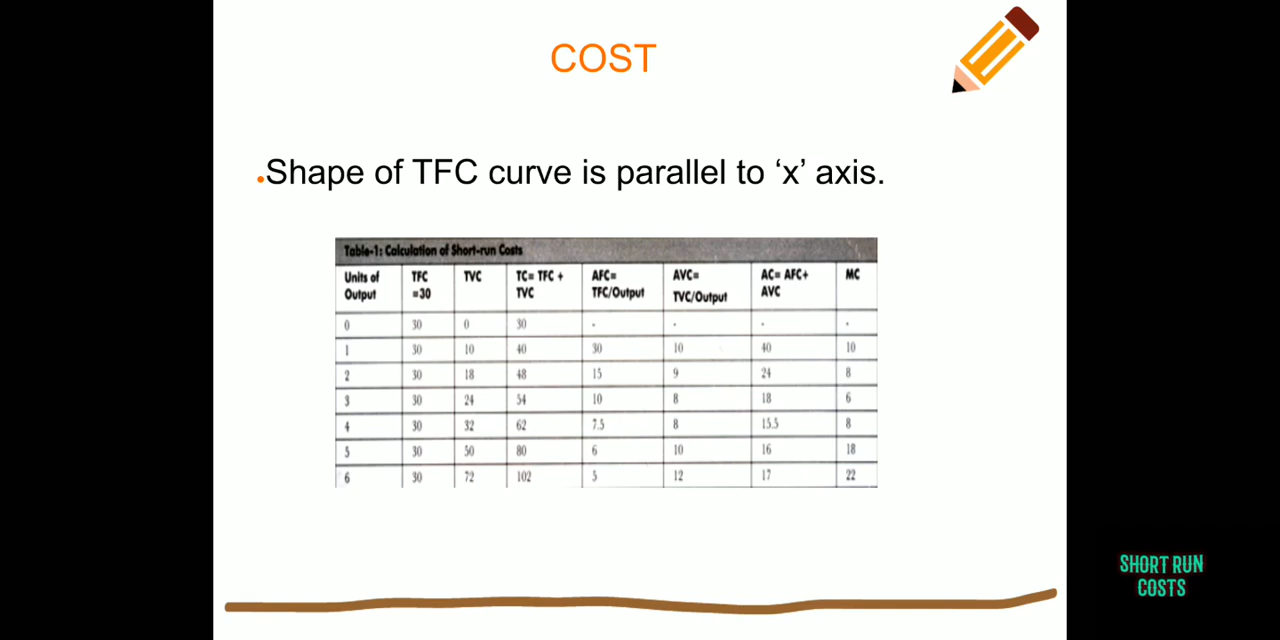 COST
.Shape of TFC curve is parallel to ‘x’ axis.
Table-1: Calculation of Short-run Costs
Units of Output TFC =30 TVC TC= TFC + TVC AFC= TFC/Output AVC= TVC/Output AC= AFC+ AVC MC
0 30 0 30 - - - -
1 30 10 40 30 10 40 10
2 30 18 48 15 9 24 8
3 30 24 54 10 8 18 6
4 30 32 62 7.5 8 15.5 8
5 30 50 80 6 10 16 18
6 30 72 102 5 12 17 22
SHORT RUN
COSTS